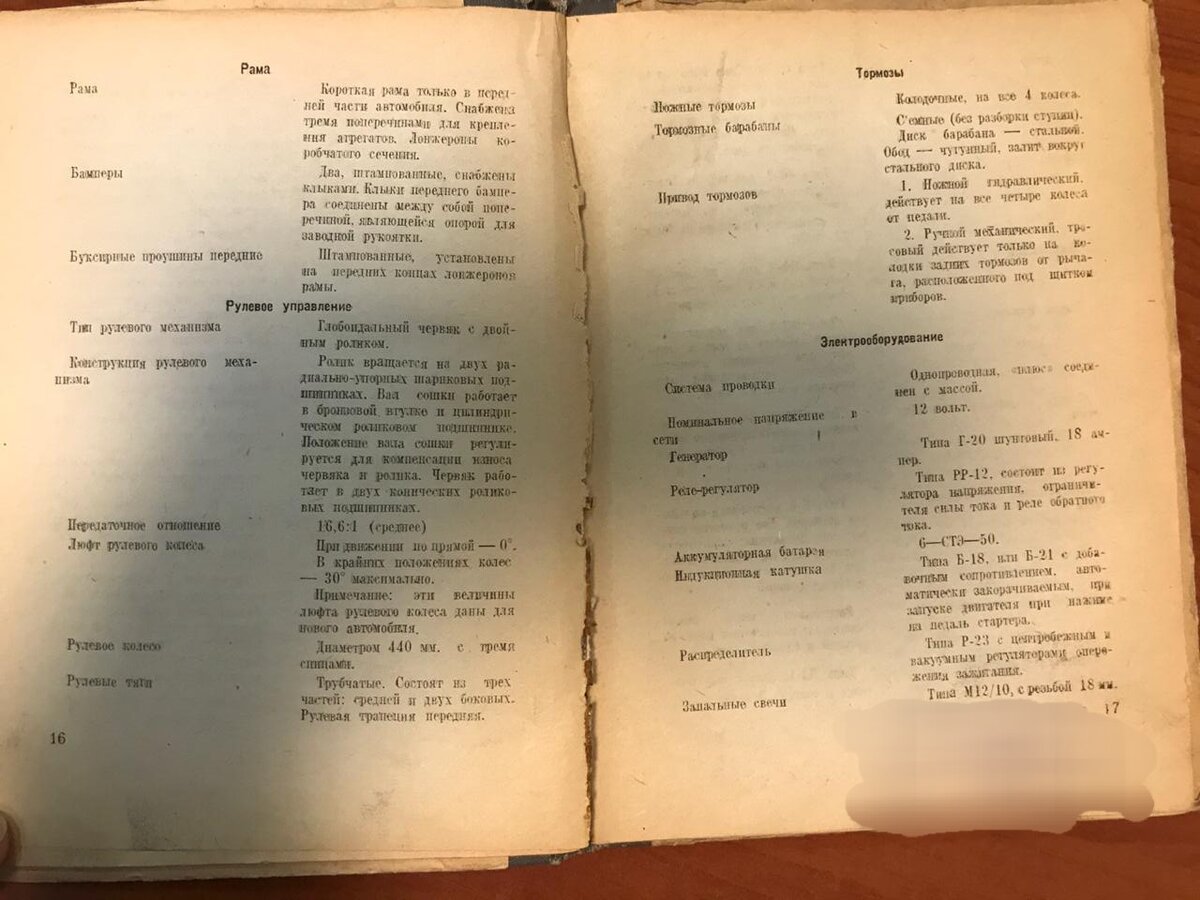 Рама
Рама
Короткая рама только в перед-
ней части автомобиля. Снабжена
тремя поперечинами для крепле-
ния агрегатов. Лонжероны ко-
робчатого сечения.
Бамперы
Два, штампованные, снабжены
клыками. Клыки переднего бампе-
ра соединены между собой попе-
речиной, являющейся опорой для
заводной рукоятки.
Буксирные проушины передние
Штампованные, установлены
на передних концах лонжеронов
рамы.
Рулевое управление
Тип рулевого механизма
Глобоидальный червяк с двой-
ным роликом.
Конструкция рулевого меха-
низма
Ролик вращается на двух ра-
диально-упорных шариковых под-
шипниках. Вал сошки работает
в бронзовой втулке и цилиндри-
ческом роликовом подшипнике.
Положение вала сошки регули-
руется для компенсации износа
червяка и ролика. Червяк рабо-
тает в двух конических ролико-
вых подшипниках.
Передаточное отношение
16,6:1 (среднее)
Люфт рулевого колеса
При движении по прямой — 0°.
В крайних положениях колес
— 30° максимально.
Примечание: эти величины
люфта рулевого колеса даны для
нового автомобиля.
Рулевое колесо
Диаметром 440 мм. с тремя
спицами.
Рулевые тяги
Трубчатые. Состоят из трех
частей: средней и двух боковых.
Рулевая трапеция передняя.
16
Тормозы
Ножные тормозы
Колодочные, на все 4 колеса.
Тормозные барабаны
С'емные (без разборки ступии).
Диск барабана — стальной.
Обод — чугунный, залит вокруг
стального диска.
Привод тормозов
1. Ножной гидравлический,
действует на все четыре колеса
от педали.
2. Ручной механический, тро-
совый действует только на ко-
лодки задних тормозов от рыча-
га, расположенного под щитком
приборов.
Электрооборудование
Система проводки
Однопроводная, «плюс» соеди-
нен с массой.
Номинальное напряжение в
сети
12 вольт.
Генератор
Типа Г-20 шунтовый, 18 ам-
пер.
Реле-регулятор
Типа РР-12, состоит из регу-
лятора напряжения, ограничи-
теля силы тока и реле обратного
тока.
Аккумуляторная батарея
6—СТЭ—50.
Индукционная катушка
Типа Б-18, или Б-21 с доба-
вочным сопротивлением, авто-
матически закорачиваемым, при
запуске двигателя при нажиме
на педаль стартера.
Распределитель
Типа Р-23 с центробежным и
вакуумным регуляторами опере-
жения зажигания.
Запальные свечи
Типа М12/10, с резьбой 18 мм.
17